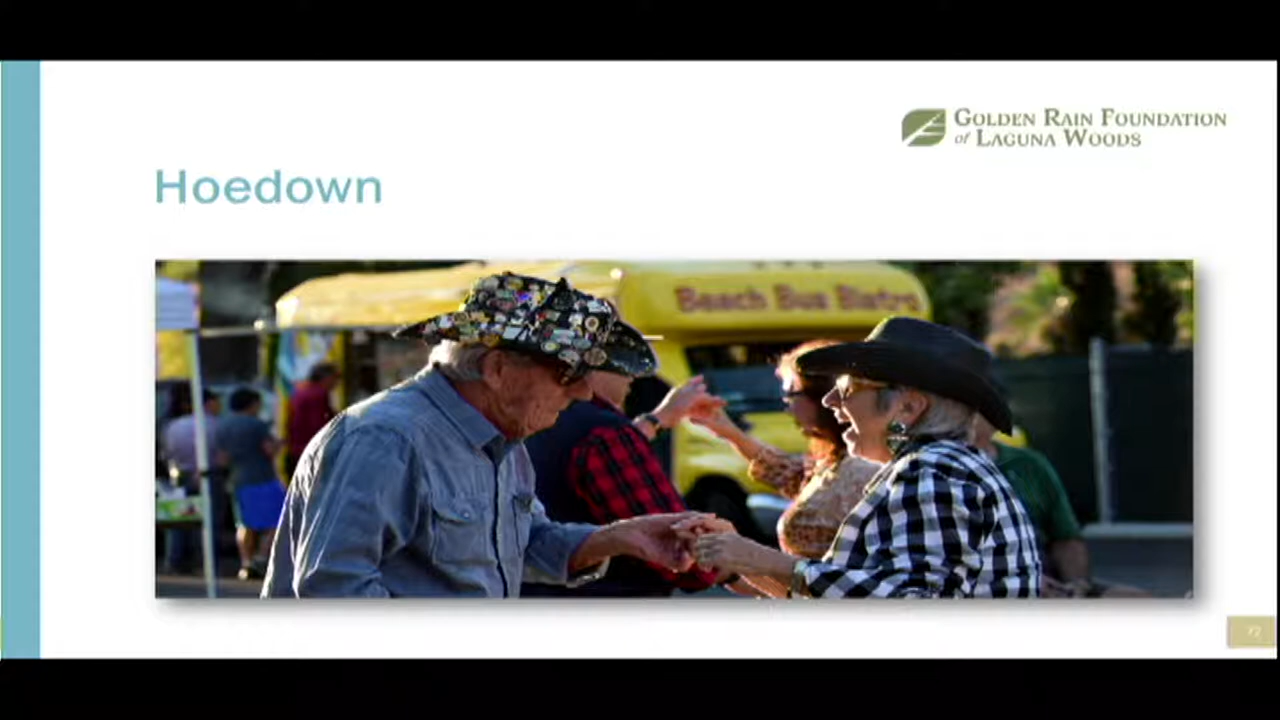 GOLDEN RAIN FOUNDATION
of LAGUNA WOODS
Hoedown
Beach Bus Bistro